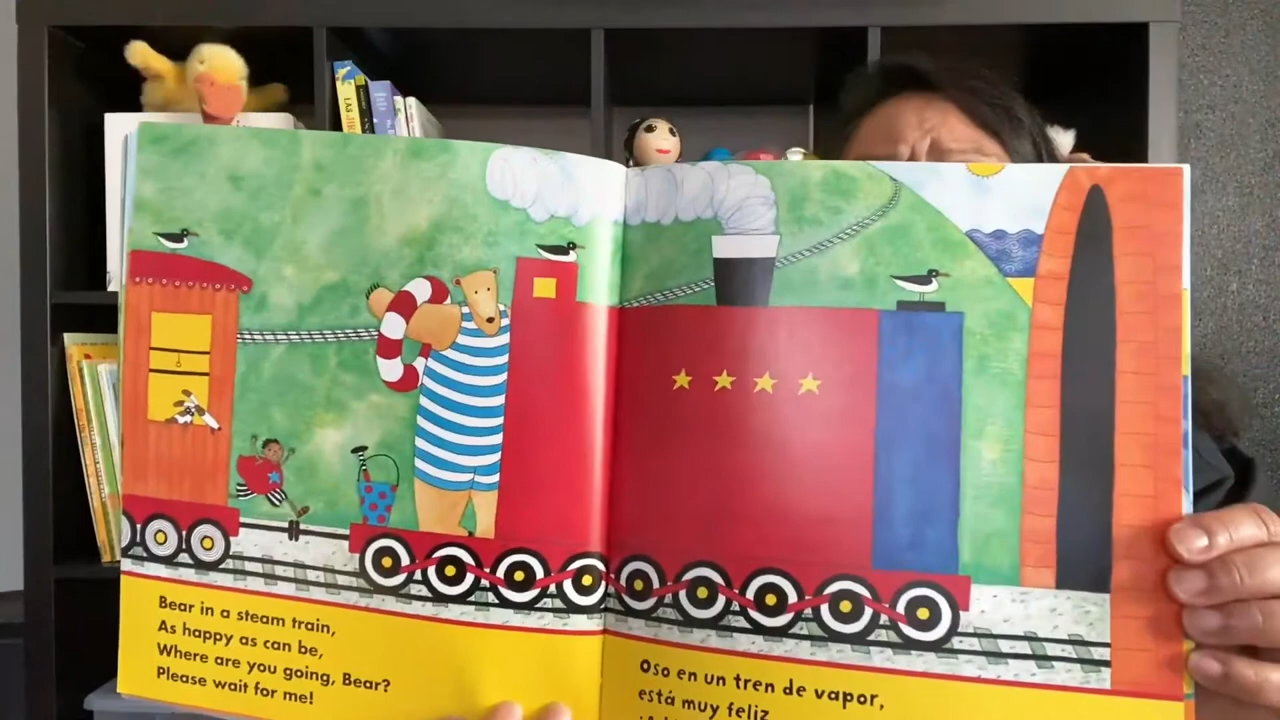 Bear in a steam train,
As happy as can be,
Where are you going, Bear?
Please wait for me!
Oso en un tren de vapor,
está muy feliz